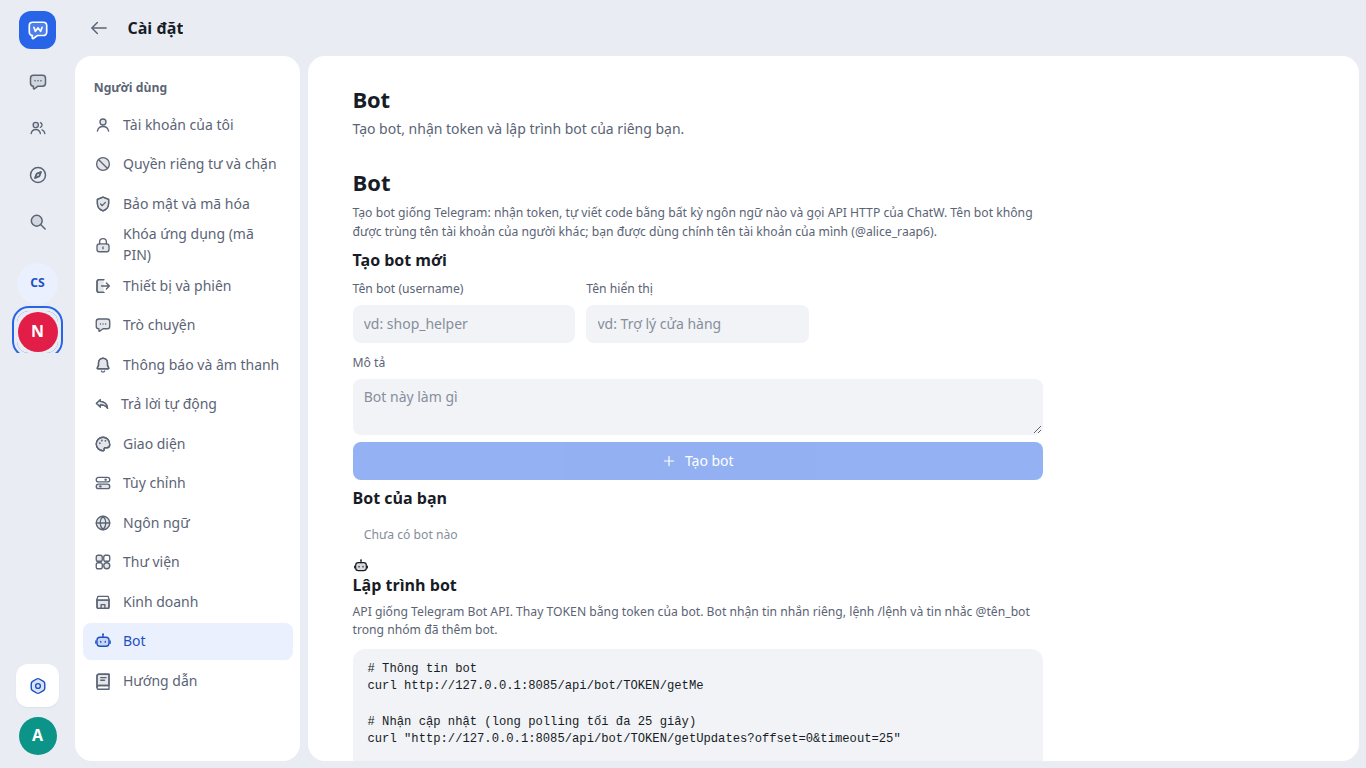 Cài đặt
Người dùng
Tài khoản của tôi
Quyền riêng tư và chặn
Bảo mật và mã hóa
Khóa ứng dụng (mã
PIN)
Thiết bị và phiên
Trò chuyện
Thông báo và âm thanh
Trả lời tự động
Giao diện
Tùy chỉnh
Ngôn ngữ
Thư viện
Kinh doanh
Bot
Hướng dẫn
CS
N
A
Bot
Tạo bot, nhận token và lập trình bot của riêng bạn.
Bot
Tạo bot giống Telegram: nhận token, tự viết code bằng bất kỳ ngôn ngữ nào và gọi API HTTP của ChatW. Tên bot không
được trùng tên tài khoản của người khác; bạn được dùng chính tên tài khoản của mình (@alice_raap6).
Tạo bot mới
Tên bot (username)
Tên hiển thị
vd: shop_helper
vd: Trợ lý cửa hàng
Mô tả
Bot này làm gì
Tạo bot
Bot của bạn
Chưa có bot nào
Lập trình bot
API giống Telegram Bot API. Thay TOKEN bằng token của bot. Bot nhận tin nhắn riêng, lệnh /lệnh và tin nhắc @tên_bot
trong nhóm đã thêm bot.
# Thông tin bot
curl http://127.0.0.1:8085/api/bot/TOKEN/getMe
# Nhận cập nhật (long polling tối đa 25 giây)
curl "http://127.0.0.1:8085/api/bot/TOKEN/getUpdates?offset=0&timeout=25"